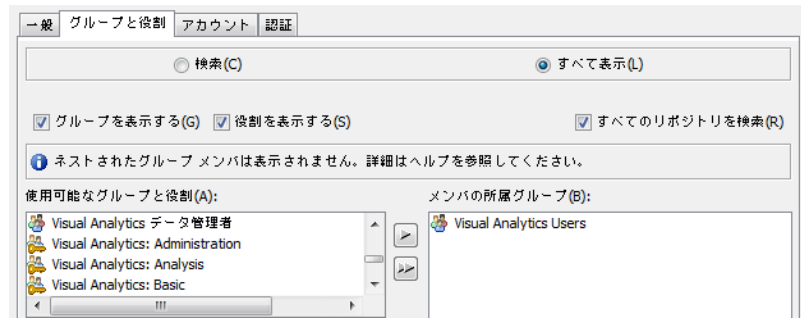 一般 グループと役割 アカウント 認証
検索(C) すべて表示(L)
グループを表示する(G) 役割を表示する(S) すべてのリポジトリを検索(R)
ネストされたグループ メンバは表示されません。詳細はヘルプを参照してください。
使用可能なグループと役割(A): メンバの所属グループ(B):
Visual Analytics データ管理者 Visual Analytics Users
Visual Analytics: Administration
Visual Analytics: Analysis
Visual Analytics: Basic